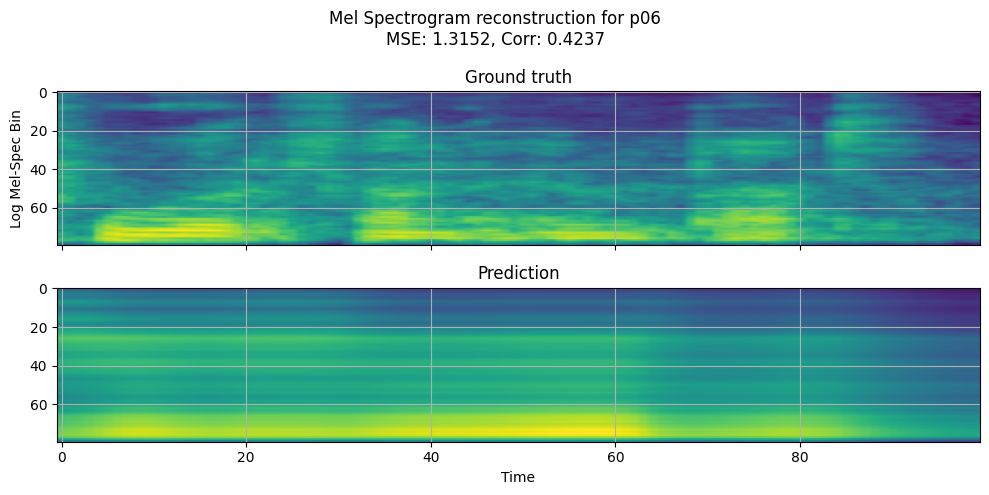 Mel Spectrogram reconstruction for p06
MSE: 1.3152, Corr: 0.4237
Ground truth
0
20
40
60
Log Mel-Spec Bin
Prediction
0
20
40
60
0 20 40 60 80
Time